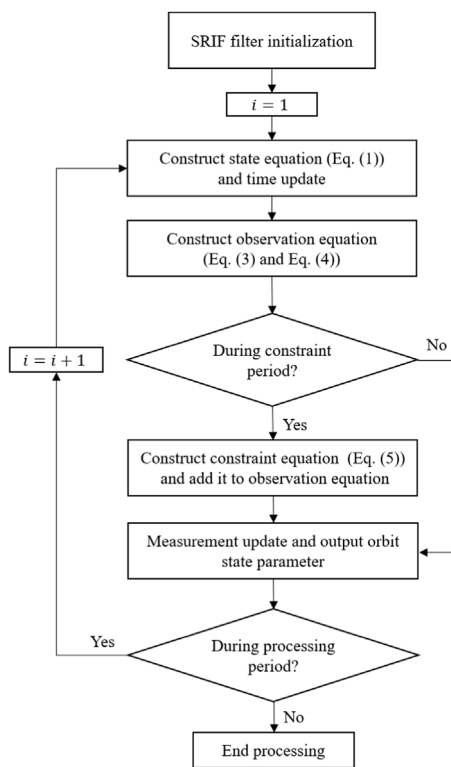 SRIF filter initialization
i = 1
Construct state equation (Eq. (1))
and time update
Construct observation equation
(Eq. (3) and Eq. (4))
During constraint
period?
No
i = i + 1
Yes
Construct constraint equation (Eq. (5))
and add it to observation equation
Measurement update and output orbit
state parameter
Yes
During processing
period?
No
End processing